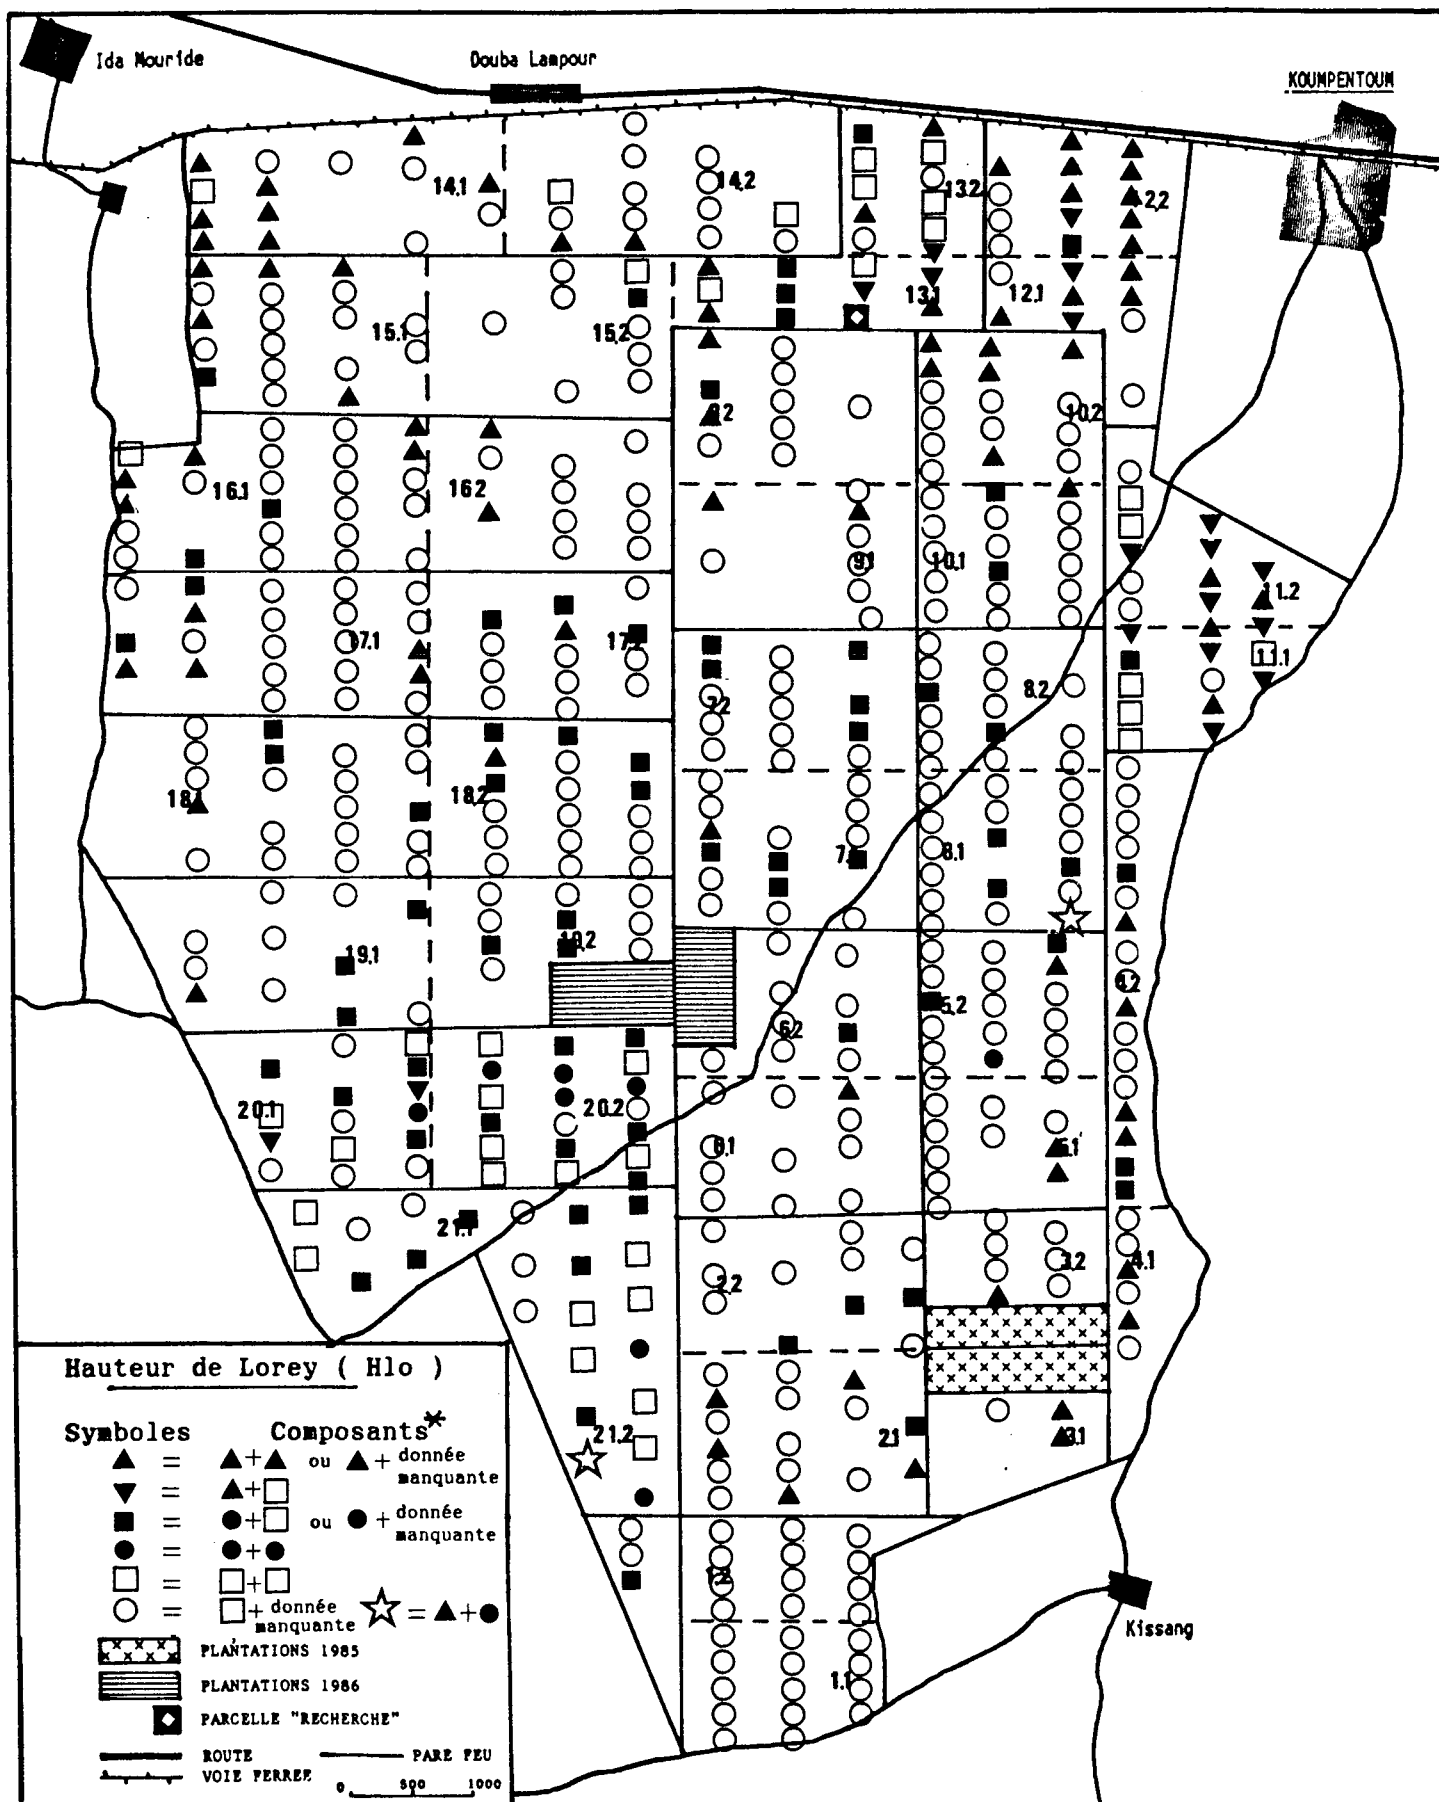 Ida Mouride
Douba Lampour
KOUMPENTOUM
14.1
14.2
13.2
2,2
15.1
15.2
13.1
12.1
10.2
16.1
16.2
9.1
10.1
11.2
11.1
17.1
17.2
7.2
8.2
18.1
18.2
8.1
19.1
19.2
5.2
6.2
20.1
20.2
6.1
5.1
21.1
2.2
3.2
4.1
21.2
2.1
3.1
1.2
1.1
Kissang
Hauteur de Lorey ( Hlo )
Symboles Composants*
▲ = ▲+▲ ou ▲+ donnée
manquante
▼ = ▲+□
■ = ●+□ ou ●+ donnée
manquante
● = ●+●
□ = □+□
○ = □+ donnée
manquante ☆ = ▲+●
PLANTATIONS 1985
PLANTATIONS 1986
PARCELLE "RECHERCHE"
ROUTE PARE FEU
VOIE FERREE
0 500 1000